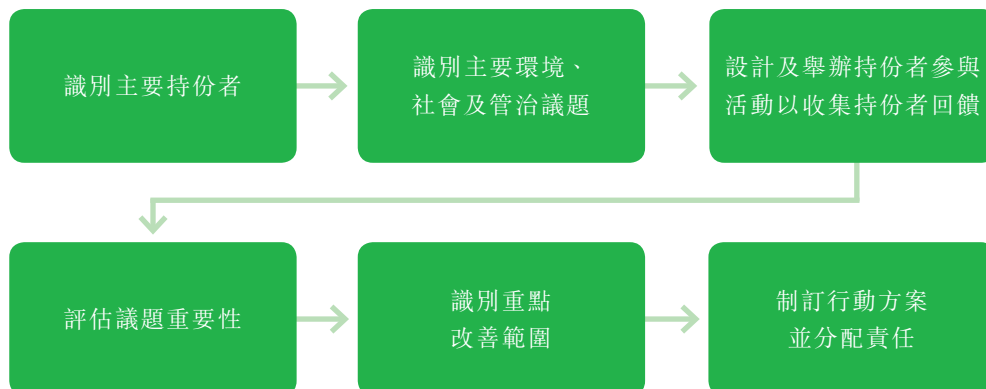 識別主要持份者
識別主要環境、
社會及管治議題
設計及舉辦持份者參與
活動以收集持份者回饋
評估議題重要性
識別重點
改善範圍
制訂行動方案
並分配責任